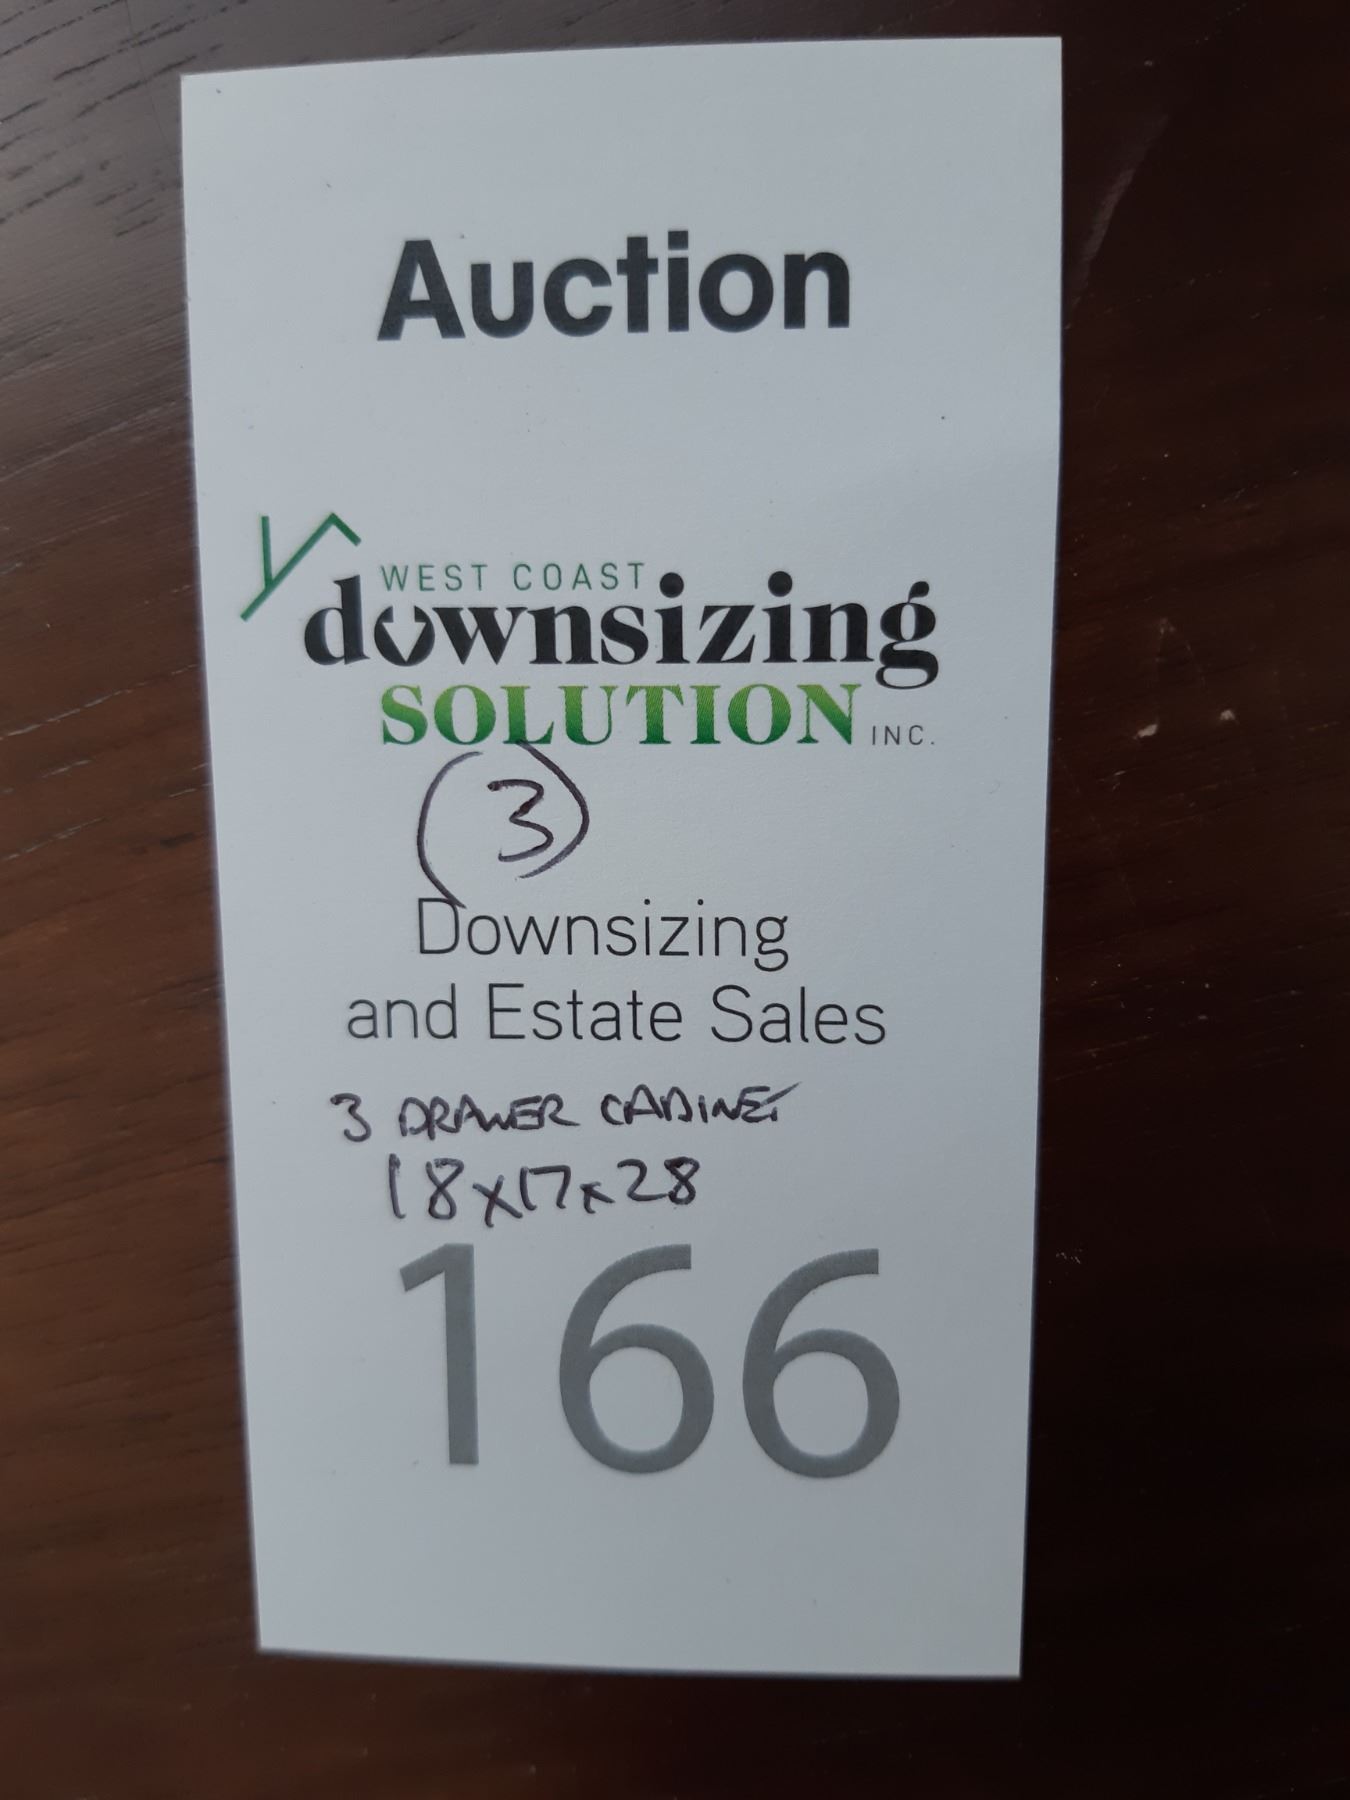 Auction
WEST COAST
downsizing
SOLUTION INC.
3
Downsizing
and Estate Sales
3 DRAWER CABINET
18x17x28
166